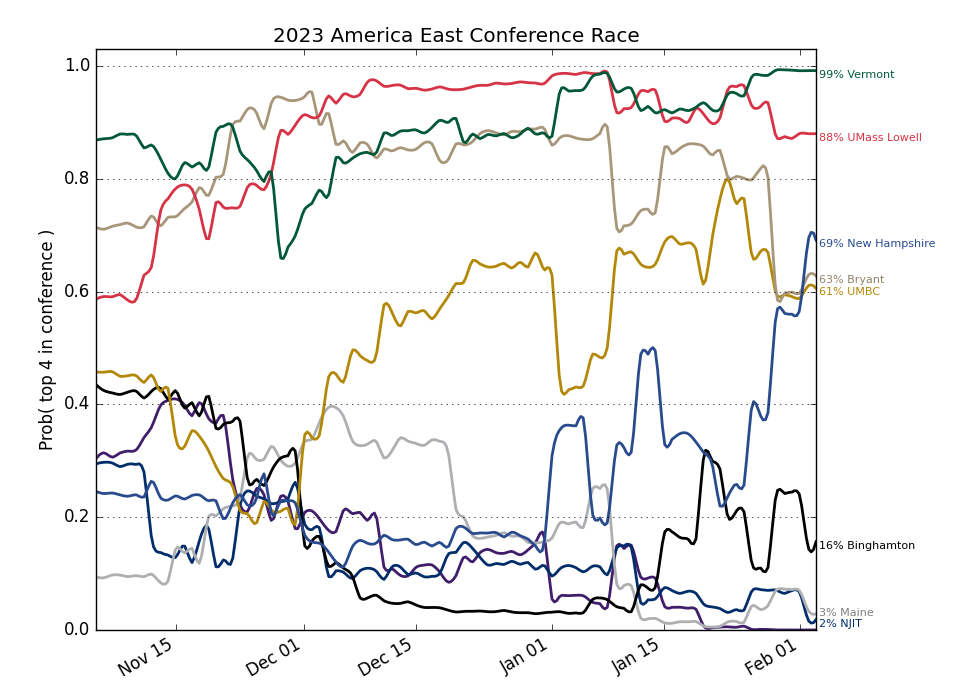 2023 America East Conference Race
Prob( top 4 in conference )
1.0
0.8
0.6
0.4
0.2
0.0
Nov 15
Dec 01
Dec 15
Jan 01
Jan 15
Feb 01
99% Vermont
88% UMass Lowell
69% New Hampshire
63% Bryant
61% UMBC
16% Binghamton
3% Maine
2% NJIT